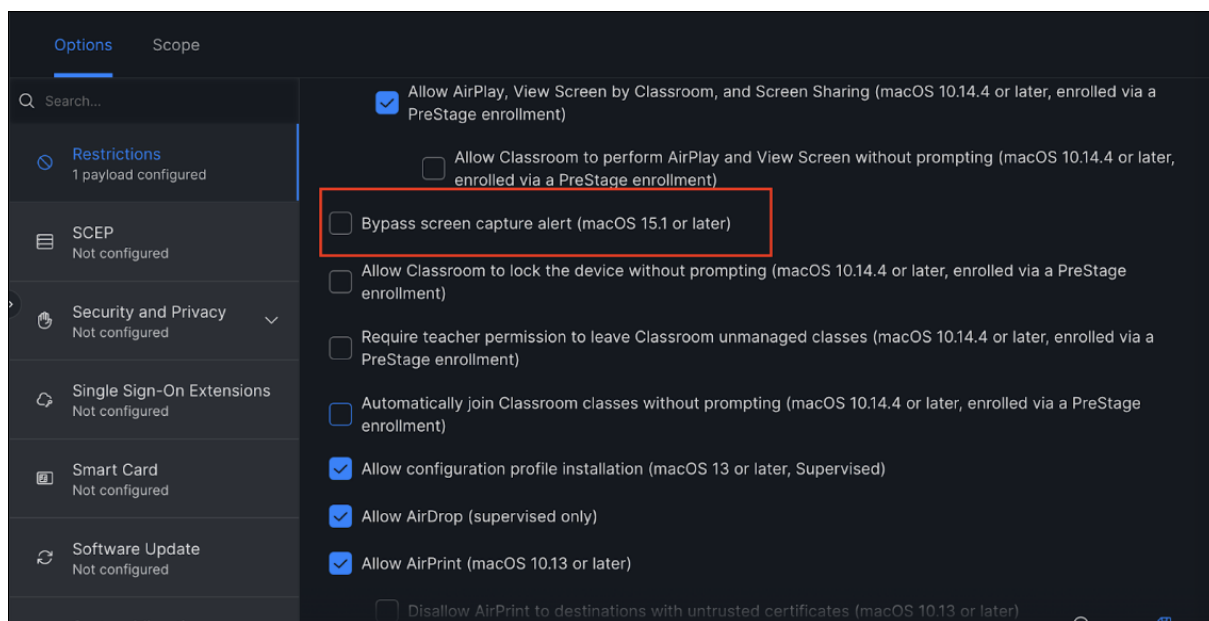 Options
Scope
Search...
Restrictions
1 payload configured
SCEP
Not configured
Security and Privacy
Not configured
Single Sign-On Extensions
Not configured
Smart Card
Not configured
Software Update
Not configured
Allow AirPlay, View Screen by Classroom, and Screen Sharing (macOS 10.14.4 or later, enrolled via a
PreStage enrollment)
Allow Classroom to perform AirPlay and View Screen without prompting (macOS 10.14.4 or later,
enrolled via a PreStage enrollment)
Bypass screen capture alert (macOS 15.1 or later)
Allow Classroom to lock the device without prompting (macOS 10.14.4 or later, enrolled via a PreStage
enrollment)
Require teacher permission to leave Classroom unmanaged classes (macOS 10.14.4 or later, enrolled via a
PreStage enrollment)
Automatically join Classroom classes without prompting (macOS 10.14.4 or later, enrolled via a PreStage
enrollment)
Allow configuration profile installation (macOS 13 or later, Supervised)
Allow AirDrop (supervised only)
Allow AirPrint (macOS 10.13 or later)
Disallow AirPrint to destinations with untrusted certificates (macOS 10.13 or later)